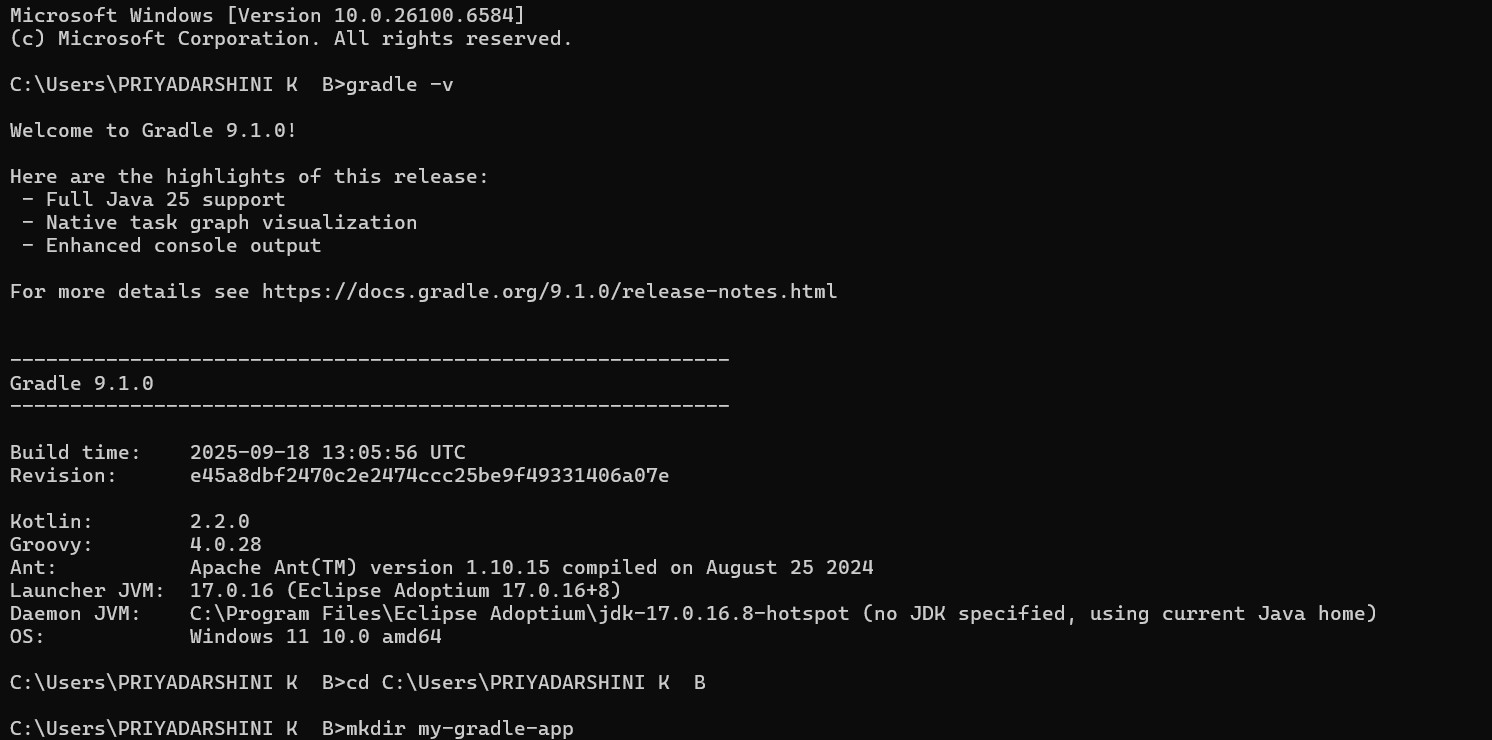 Microsoft Windows [Version 10.0.26100.6584]
(c) Microsoft Corporation. All rights reserved.
C:\Users\PRIYADARSHINI K  B>gradle -v
Welcome to Gradle 9.1.0!
Here are the highlights of this release:
 - Full Java 25 support
 - Native task graph visualization
 - Enhanced console output
For more details see https://docs.gradle.org/9.1.0/release-notes.html
------------------------------------------------------------
Gradle 9.1.0
------------------------------------------------------------
Build time:    2025-09-18 13:05:56 UTC
Revision:      e45a8dbf2470c2e2474ccc25be9f49331406a07e
Kotlin:        2.2.0
Groovy:        4.0.28
Ant:           Apache Ant(TM) version 1.10.15 compiled on August 25 2024
Launcher JVM:  17.0.16 (Eclipse Adoptium 17.0.16+8)
Daemon JVM:    C:\Program Files\Eclipse Adoptium\jdk-17.0.16.8-hotspot (no JDK specified, using current Java home)
OS:            Windows 11 10.0 amd64
C:\Users\PRIYADARSHINI K  B>cd C:\Users\PRIYADARSHINI K  B
C:\Users\PRIYADARSHINI K  B>mkdir my-gradle-app